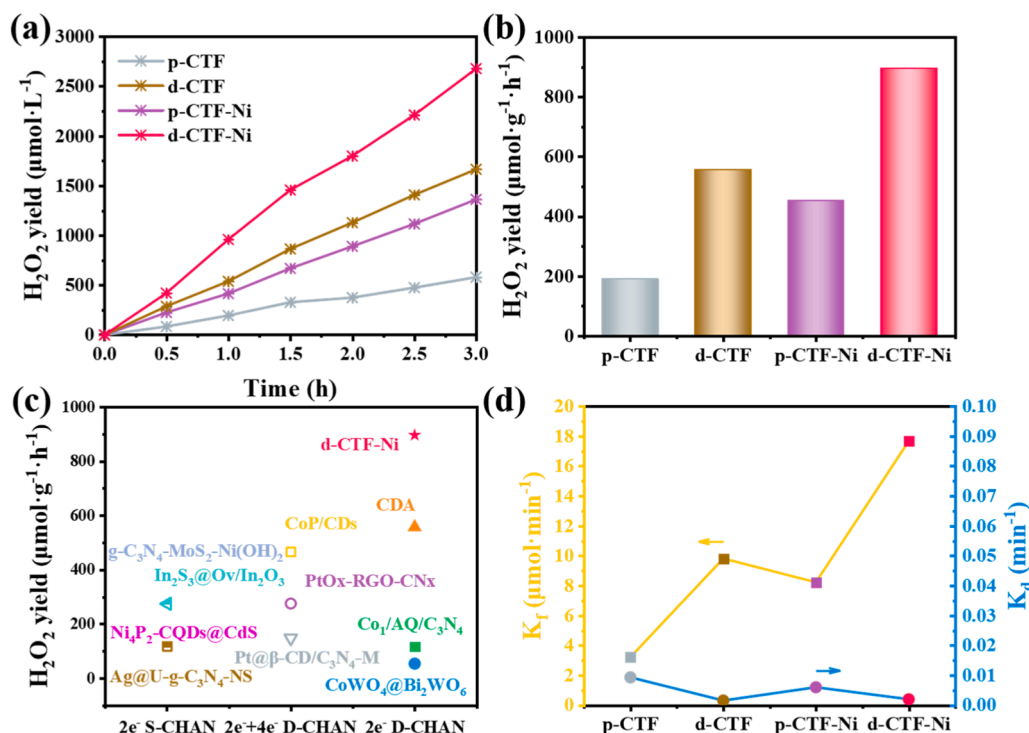 (a)
H₂O₂ yield (μmol·L⁻¹)
3000
2500
2000
1500
1000
500
0
p-CTF
d-CTF
p-CTF-Ni
d-CTF-Ni
0.0 0.5 1.0 1.5 2.0 2.5 3.0
Time (h)
(b)
H₂O₂ yield (μmol·g⁻¹·h⁻¹)
1000
800
600
400
200
0
p-CTF d-CTF p-CTF-Ni d-CTF-Ni
(c)
H₂O₂ yield (μmol·g⁻¹·h⁻¹)
1000
800
600
400
200
0
d-CTF-Ni
CDA
CoP/CDs
g-C₃N₄-MoS₂-Ni(OH)₂
In₂S₃@Ov/In₂O₃
PtOx-RGO-CNx
Ni₄P₂-CQDs@CdS
Co₁/AQ/C₃N₄
Pt@β-CD/C₃N₄-M
Ag@U-g-C₃N₄-NS
CoWO₄@Bi₂WO₆
2e⁻ S-CHAN 2e⁻+4e⁻ D-CHAN 2e⁻ D-CHAN
(d)
K_f (μmol·min⁻¹)
20
18
16
14
12
10
8
6
4
2
0
K_d (min⁻¹)
0.10
0.09
0.08
0.07
0.06
0.05
0.04
0.03
0.02
0.01
0.00
p-CTF d-CTF p-CTF-Ni d-CTF-Ni